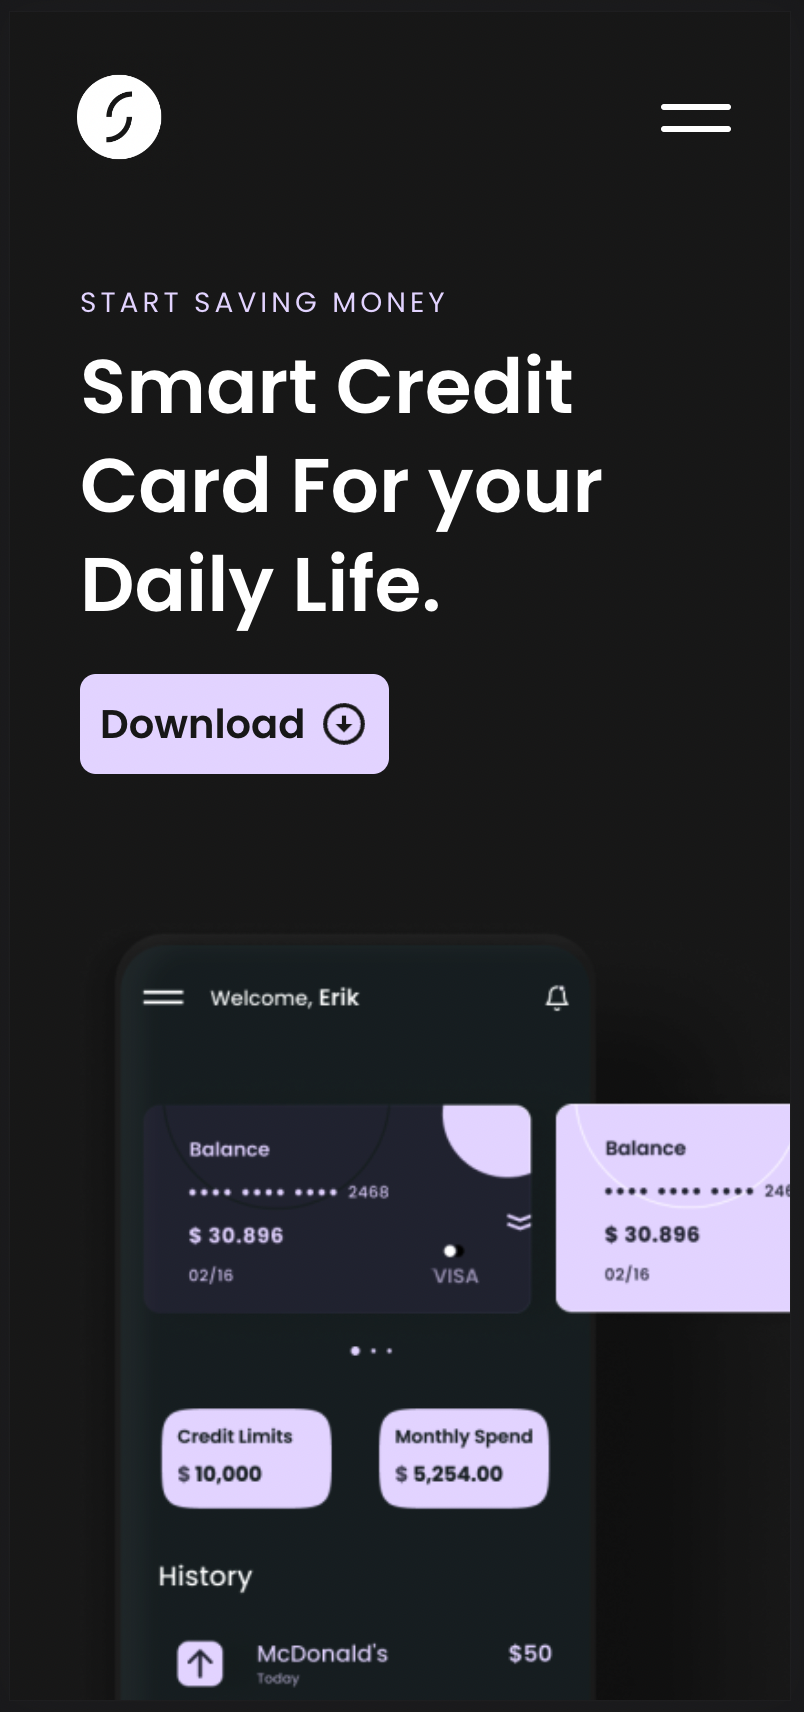 START SAVING MONEY
Smart Credit
Card For your
Daily Life.
Download
Welcome, Erik
Balance
•••• •••• •••• 2468
$ 30.896
02/16
VISA
Balance
•••• •••• •••• 246
$ 30.896
02/16
Credit Limits
$ 10,000
Monthly Spend
$ 5,254.00
History
McDonald's
$50
Today